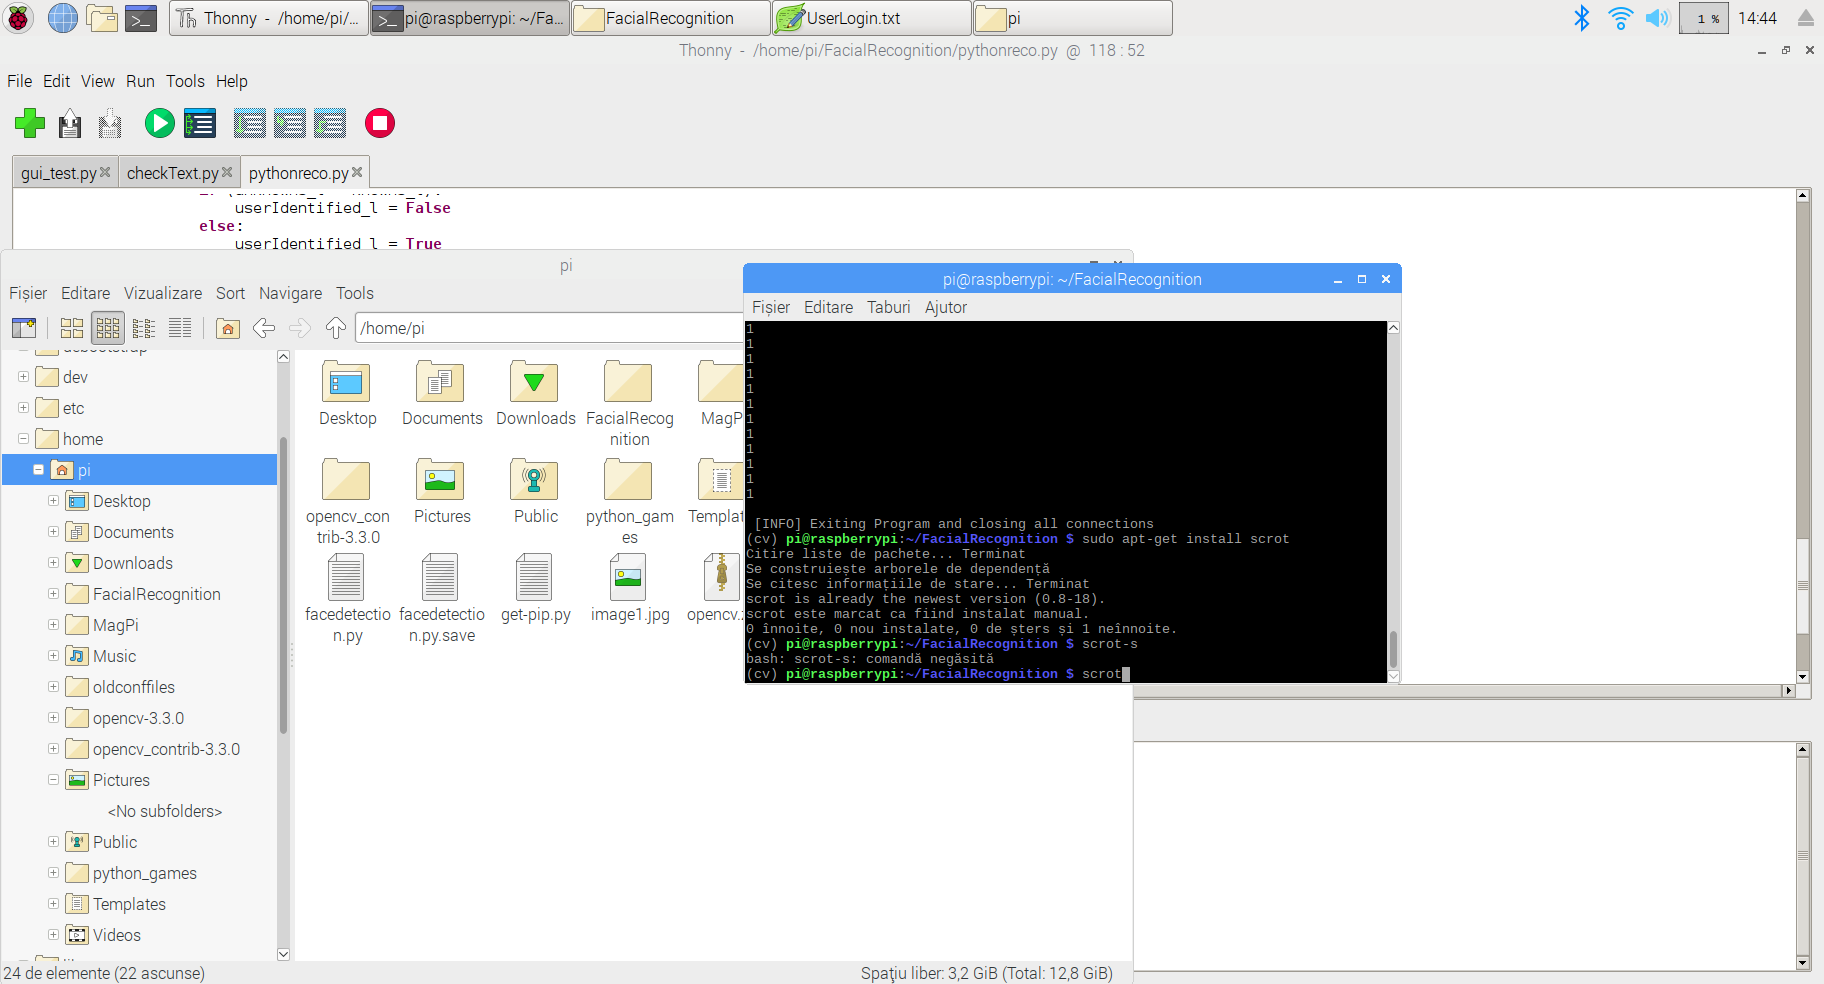 Thonny - /home/pi/...
pi@raspberrypi: ~/Fa...
FacialRecognition
UserLogin.txt
pi
1 %
14:44
Thonny - /home/pi/FacialRecognition/pythonreco.py @ 118 : 52
File Edit View Run Tools Help
gui_test.py
checkText.py
pythonreco.py
userIdentified_l = False
else:
userIdentified_l = True
pi
Fișier Editare Vizualizare Sort Navigare Tools
/home/pi
debootstrap
dev
etc
home
pi
Desktop
Documents
Downloads
FacialRecognition
MagPi
Music
oldconffiles
opencv-3.3.0
opencv_contrib-3.3.0
Pictures
<No subfolders>
Public
python_games
Templates
Videos
Desktop
Documents
Downloads
FacialRecog
nition
MagP
opencv_con
trib-3.3.0
Pictures
Public
python_gam
es
Templat
facedetectio
n.py
facedetectio
n.py.save
get-pip.py
image1.jpg
opencv.
24 de elemente (22 ascunse)
Spațiu liber: 3,2 GiB (Total: 12,8 GiB)
pi@raspberrypi: ~/FacialRecognition
Fișier Editare Taburi Ajutor
1
1
1
1
1
1
1
1
1
1
1
1
[INFO] Exiting Program and closing all connections
(cv) pi@raspberrypi:~/FacialRecognition $ sudo apt-get install scrot
Citire liste de pachete... Terminat
Se construiește arborele de dependență
Se citesc informațiile de stare... Terminat
scrot is already the newest version (0.8-18).
scrot este marcat ca fiind instalat manual.
0 înnoite, 0 nou instalate, 0 de șters și 1 neînnoite.
(cv) pi@raspberrypi:~/FacialRecognition $ scrot-s
bash: scrot-s: comandă negăsită
(cv) pi@raspberrypi:~/FacialRecognition $ scrot